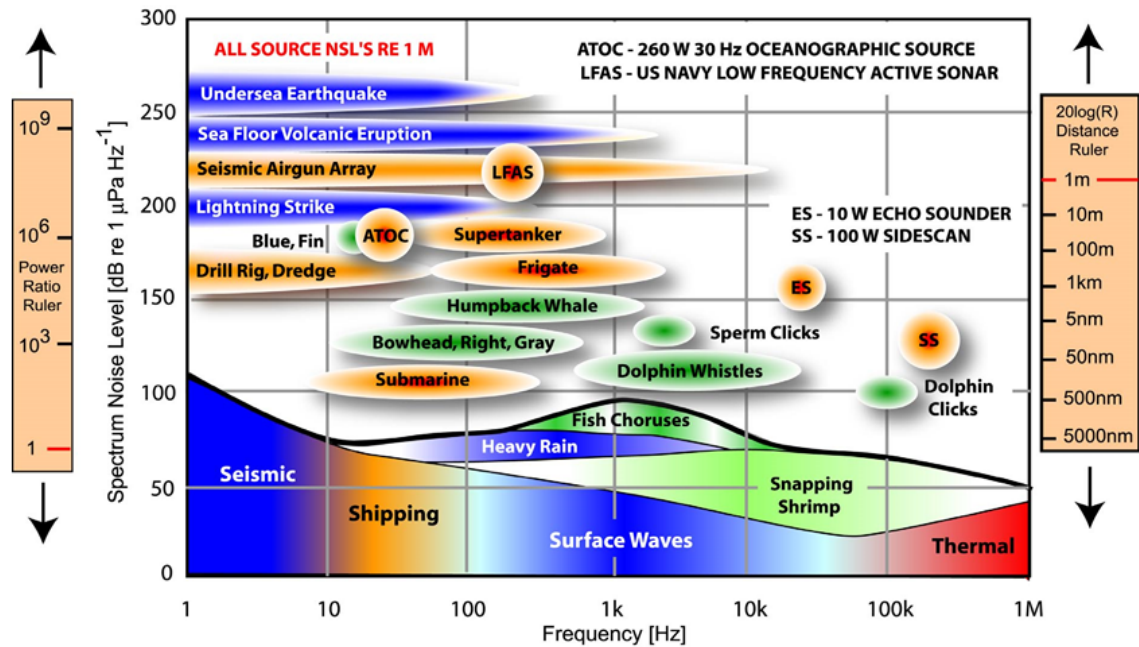 ALL SOURCE NSL'S RE 1 M
ATOC - 260 W 30 Hz OCEANOGRAPHIC SOURCE
LFAS - US NAVY LOW FREQUENCY ACTIVE SONAR
ES - 10 W ECHO SOUNDER
SS - 100 W SIDESCAN
Spectrum Noise Level [dB re 1 µPa Hz⁻¹]
300
250
200
150
100
50
0
Undersea Earthquake
Sea Floor Volcanic Eruption
Seismic Airgun Array
LFAS
Lightning Strike
Blue, Fin
ATOC
Supertanker
Drill Rig, Dredge
Frigate
ES
Humpback Whale
Sperm Clicks
Bowhead, Right, Gray
SS
Dolphin Whistles
Submarine
Dolphin
Clicks
Fish Choruses
Heavy Rain
Seismic
Snapping
Shrimp
Shipping
Surface Waves
Thermal
1
10
100
1k
10k
100k
1M
Frequency [Hz]
10⁹
10⁶
Power
Ratio
Ruler
10³
1
20log(R)
Distance
Ruler
1m
10m
100m
1km
5nm
50nm
500nm
5000nm